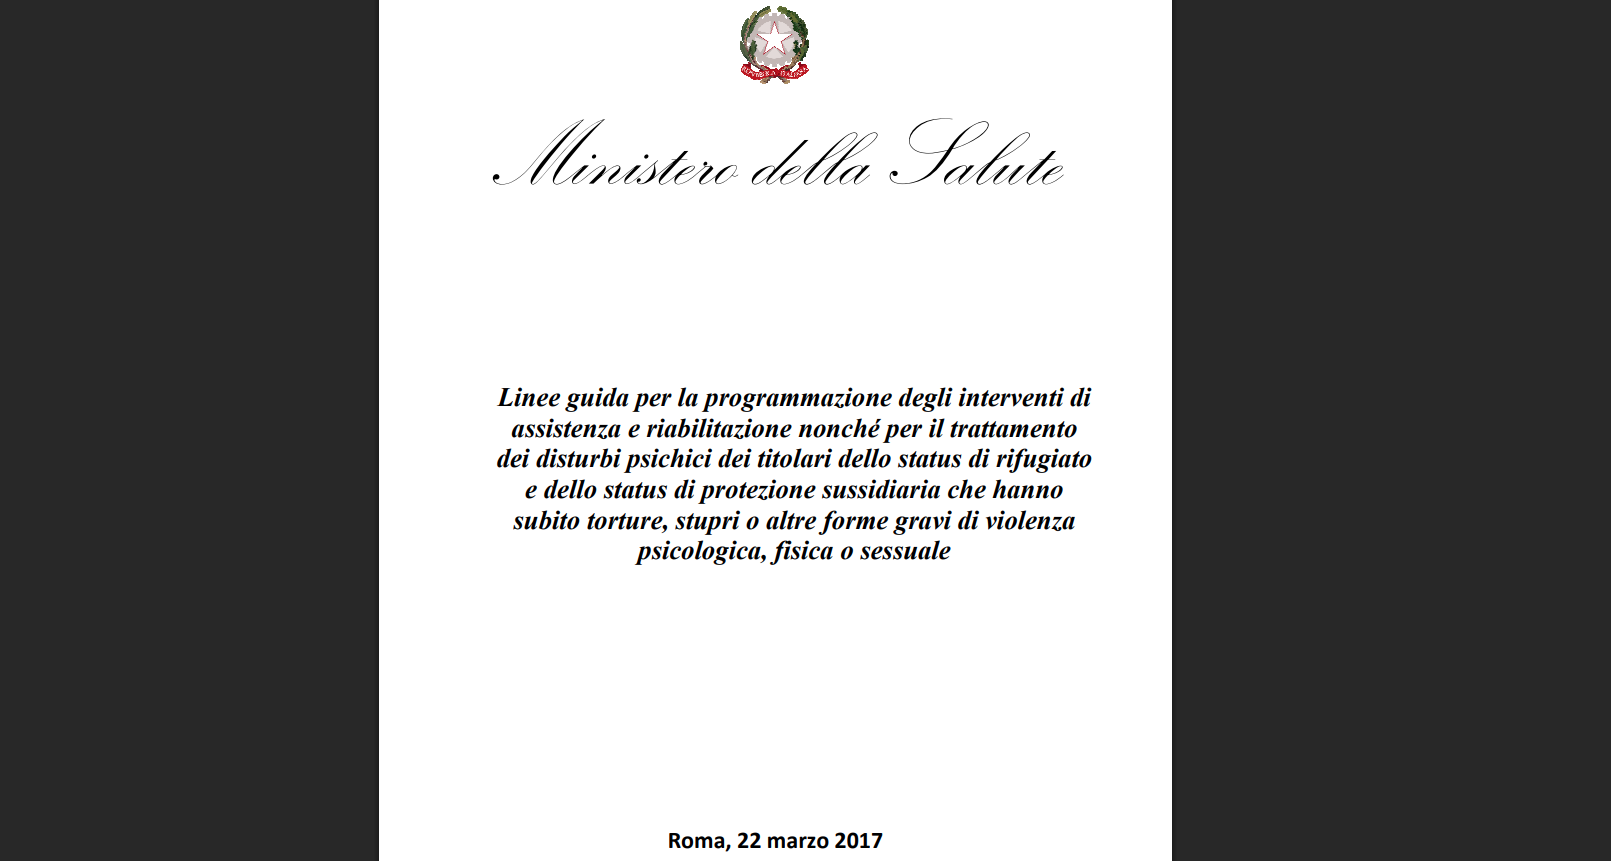 REPUBBLICA ITALIANA
Ministero della Salute
Linee guida per la programmazione degli interventi di
assistenza e riabilitazione nonché per il trattamento
dei disturbi psichici dei titolari dello status di rifugiato
e dello status di protezione sussidiaria che hanno
subito torture, stupri o altre forme gravi di violenza
psicologica, fisica o sessuale
Roma, 22 marzo 2017